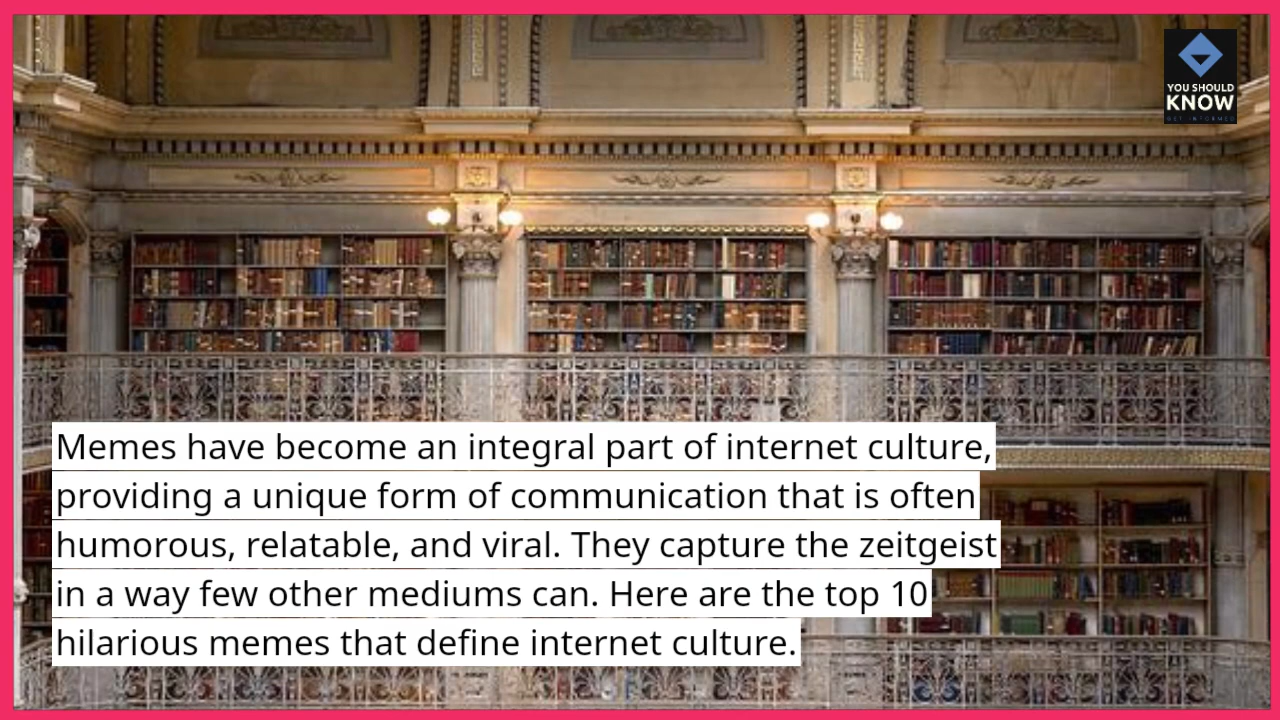 YOU SHOULD
KNOW
GET INFORMED
Memes have become an integral part of internet culture,
providing a unique form of communication that is often
humorous, relatable, and viral. They capture the zeitgeist
in a way few other mediums can. Here are the top 10
hilarious memes that define internet culture.